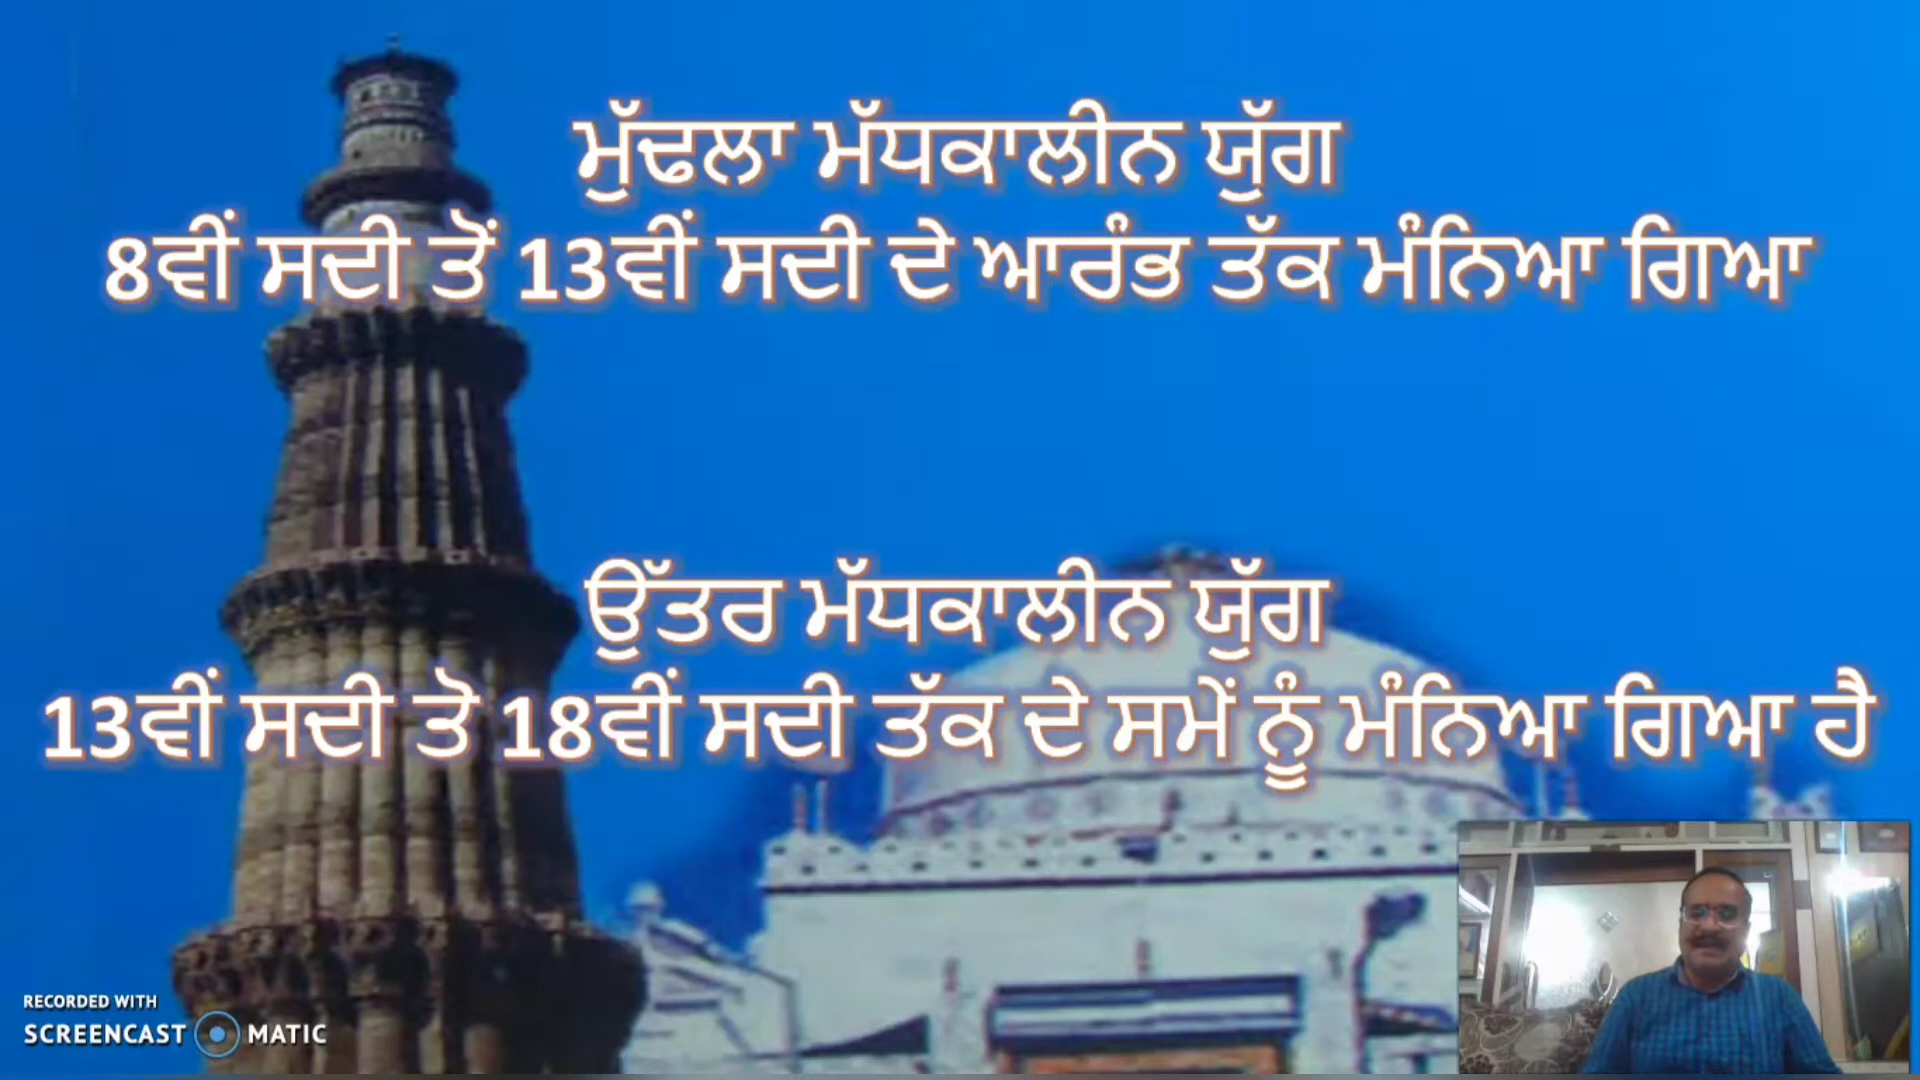 ਮੁੱਢਲਾ ਮੱਧਕਾਲੀਨ ਯੁੱਗ
8ਵੀਂ ਸਦੀ ਤੋਂ 13ਵੀਂ ਸਦੀ ਦੇ ਆਰੰਭ ਤੱਕ ਮੰਨਿਆ ਗਿਆ
ਉੱਤਰ ਮੱਧਕਾਲੀਨ ਯੁੱਗ
13ਵੀਂ ਸਦੀ ਤੋ 18ਵੀਂ ਸਦੀ ਤੱਕ ਦੇ ਸਮੇਂ ਨੂੰ ਮੰਨਿਆ ਗਿਆ ਹੈ
RECORDED WITH
SCREENCAST MATIC